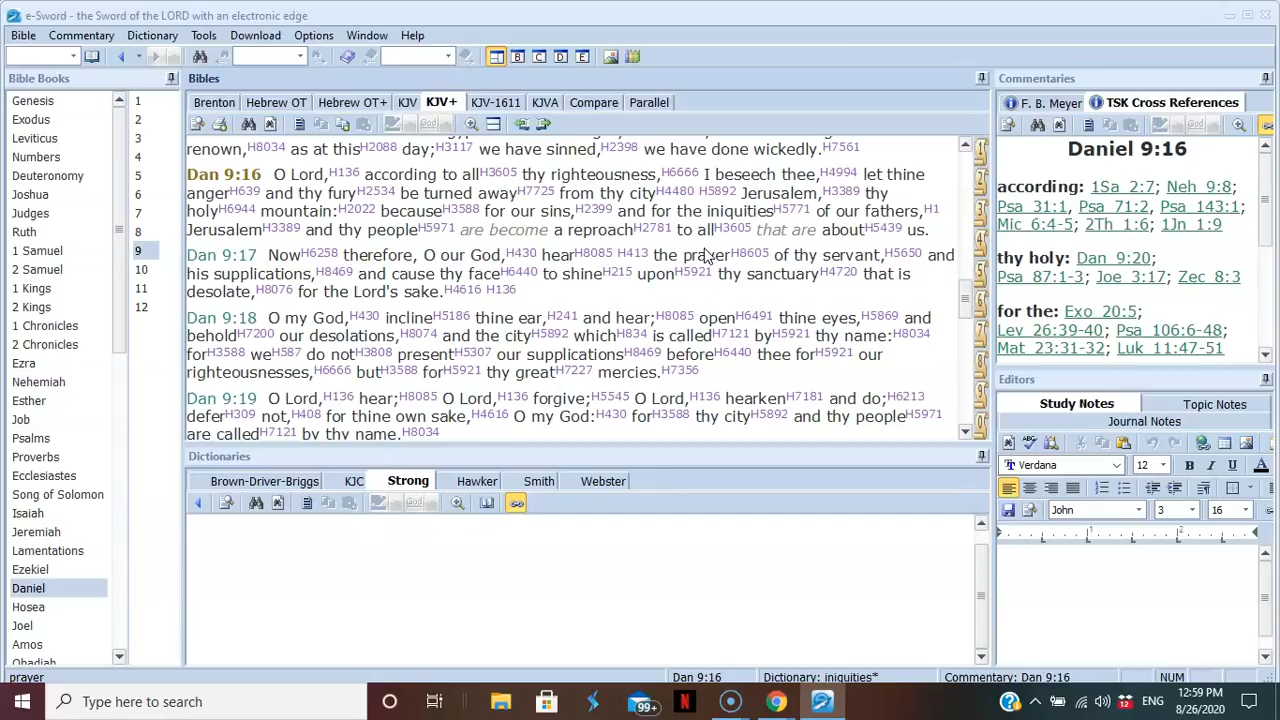 e-Sword - the Sword of the LORD with an electronic edge
Bible Commentary Dictionary Tools Download Options Window Help
B C D E
Bible Books
Genesis
Exodus
Leviticus
Numbers
Deuteronomy
Joshua
Judges
Ruth
1 Samuel
2 Samuel
1 Kings
2 Kings
1 Chronicles
2 Chronicles
Ezra
Nehemiah
Esther
Job
Psalms
Proverbs
Ecclesiastes
Song of Solomon
Isaiah
Jeremiah
Lamentations
Ezekiel
Daniel
Hosea
Joel
Amos
Obadiah
1
2
3
4
5
6
7
8
9
10
11
12
Bibles
Brenton Hebrew OT Hebrew OT+ KJV KJV+ KJV-1611 KJVA Compare Parallel
God
renown,H8034 as at thisH2088 day;H3117 we have sinned,H2398 we have done wickedly.H7561
Dan 9:16 O Lord,H136 according to allH3605 thy righteousness,H6666 I beseech thee,H4994 let thine
angerH639 and thy furyH2534 be turned awayH7725 from thy cityH4480 H5892 Jerusalem,H3389 thy
holyH6944 mountain:H2022 becauseH3588 for our sins,H2399 and for the iniquitiesH5771 of our fathers,H1
JerusalemH3389 and thy peopleH5971 are become a reproachH2781 to allH3605 that are aboutH5439 us.
Dan 9:17 NowH6258 therefore, O our God,H430 hearH8085 H413 the prayerH8605 of thy servant,H5650 and
his supplications,H8469 and cause thy faceH6440 to shineH215 uponH5921 thy sanctuaryH4720 that is
desolate,H8076 for the Lord's sake.H4616 H136
Dan 9:18 O my God,H430 inclineH5186 thine ear,H241 and hear;H8085 openH6491 thine eyes,H5869 and
beholdH7200 our desolations,H8074 and the cityH5892 whichH834 is calledH7121 byH5921 thy name:H8034
forH3588 weH587 do notH3808 presentH5307 our supplicationsH8469 beforeH6440 thee forH5921 our
righteousnesses,H6666 butH3588 forH5921 thy greatH7227 mercies.H7356
Dan 9:19 O Lord,H136 hear;H8085 O Lord,H136 forgive;H5545 O Lord,H136 hearkenH7181 and do;H6213
deferH309 not,H408 for thine own sake,H4616 O my God:H430 forH3588 thy cityH5892 and thy peopleH5971
are calledH7121 by thy name.H8034
Dictionaries
Brown-Driver-Briggs KJC Strong Hawker Smith Webster
God
Commentaries
F. B. Meyer TSK Cross References
God
Daniel 9:16
according: 1Sa 2:7; Neh 9:8;
Psa 31:1, Psa 71:2, Psa 143:1;
Mic 6:4-5; 2Th 1:6; 1Jn 1:9
thy holy: Dan 9:20;
Psa 87:1-3; Joe 3:17; Zec 8:3
for the: Exo 20:5;
Lev 26:39-40; Psa 106:6-48;
Mat 23:31-32; Luk 11:47-51
Editors
Study Notes Topic Notes
Journal Notes
Verdana 12 B I U A
John 3 16
1 2
prayer Dan 9:16 Dictionary: iniquities* Commentary: Dan 9:16 NUM
Type here to search
99+
N
12
ENG
12:59 PM
8/26/2020